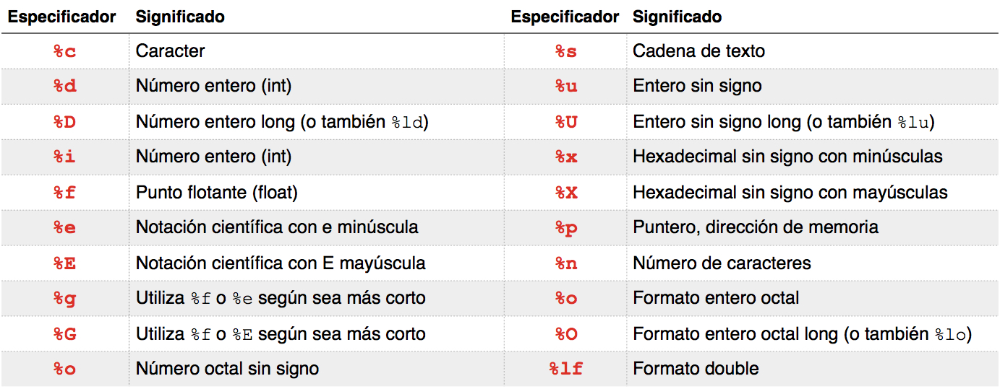 Especificador Significado Especificador Significado
%c Caracter %s Cadena de texto
%d Número entero (int) %u Entero sin signo
%D Número entero long (o también %ld) %U Entero sin signo long (o también %lu)
%i Número entero (int) %x Hexadecimal sin signo con minúsculas
%f Punto flotante (float) %X Hexadecimal sin signo con mayúsculas
%e Notación científica con e minúscula %p Puntero, dirección de memoria
%E Notación científica con E mayúscula %n Número de caracteres
%g Utiliza %f o %e según sea más corto %o Formato entero octal
%G Utiliza %f o %E según sea más corto %O Formato entero octal long (o también %lo)
%o Número octal sin signo %lf Formato double